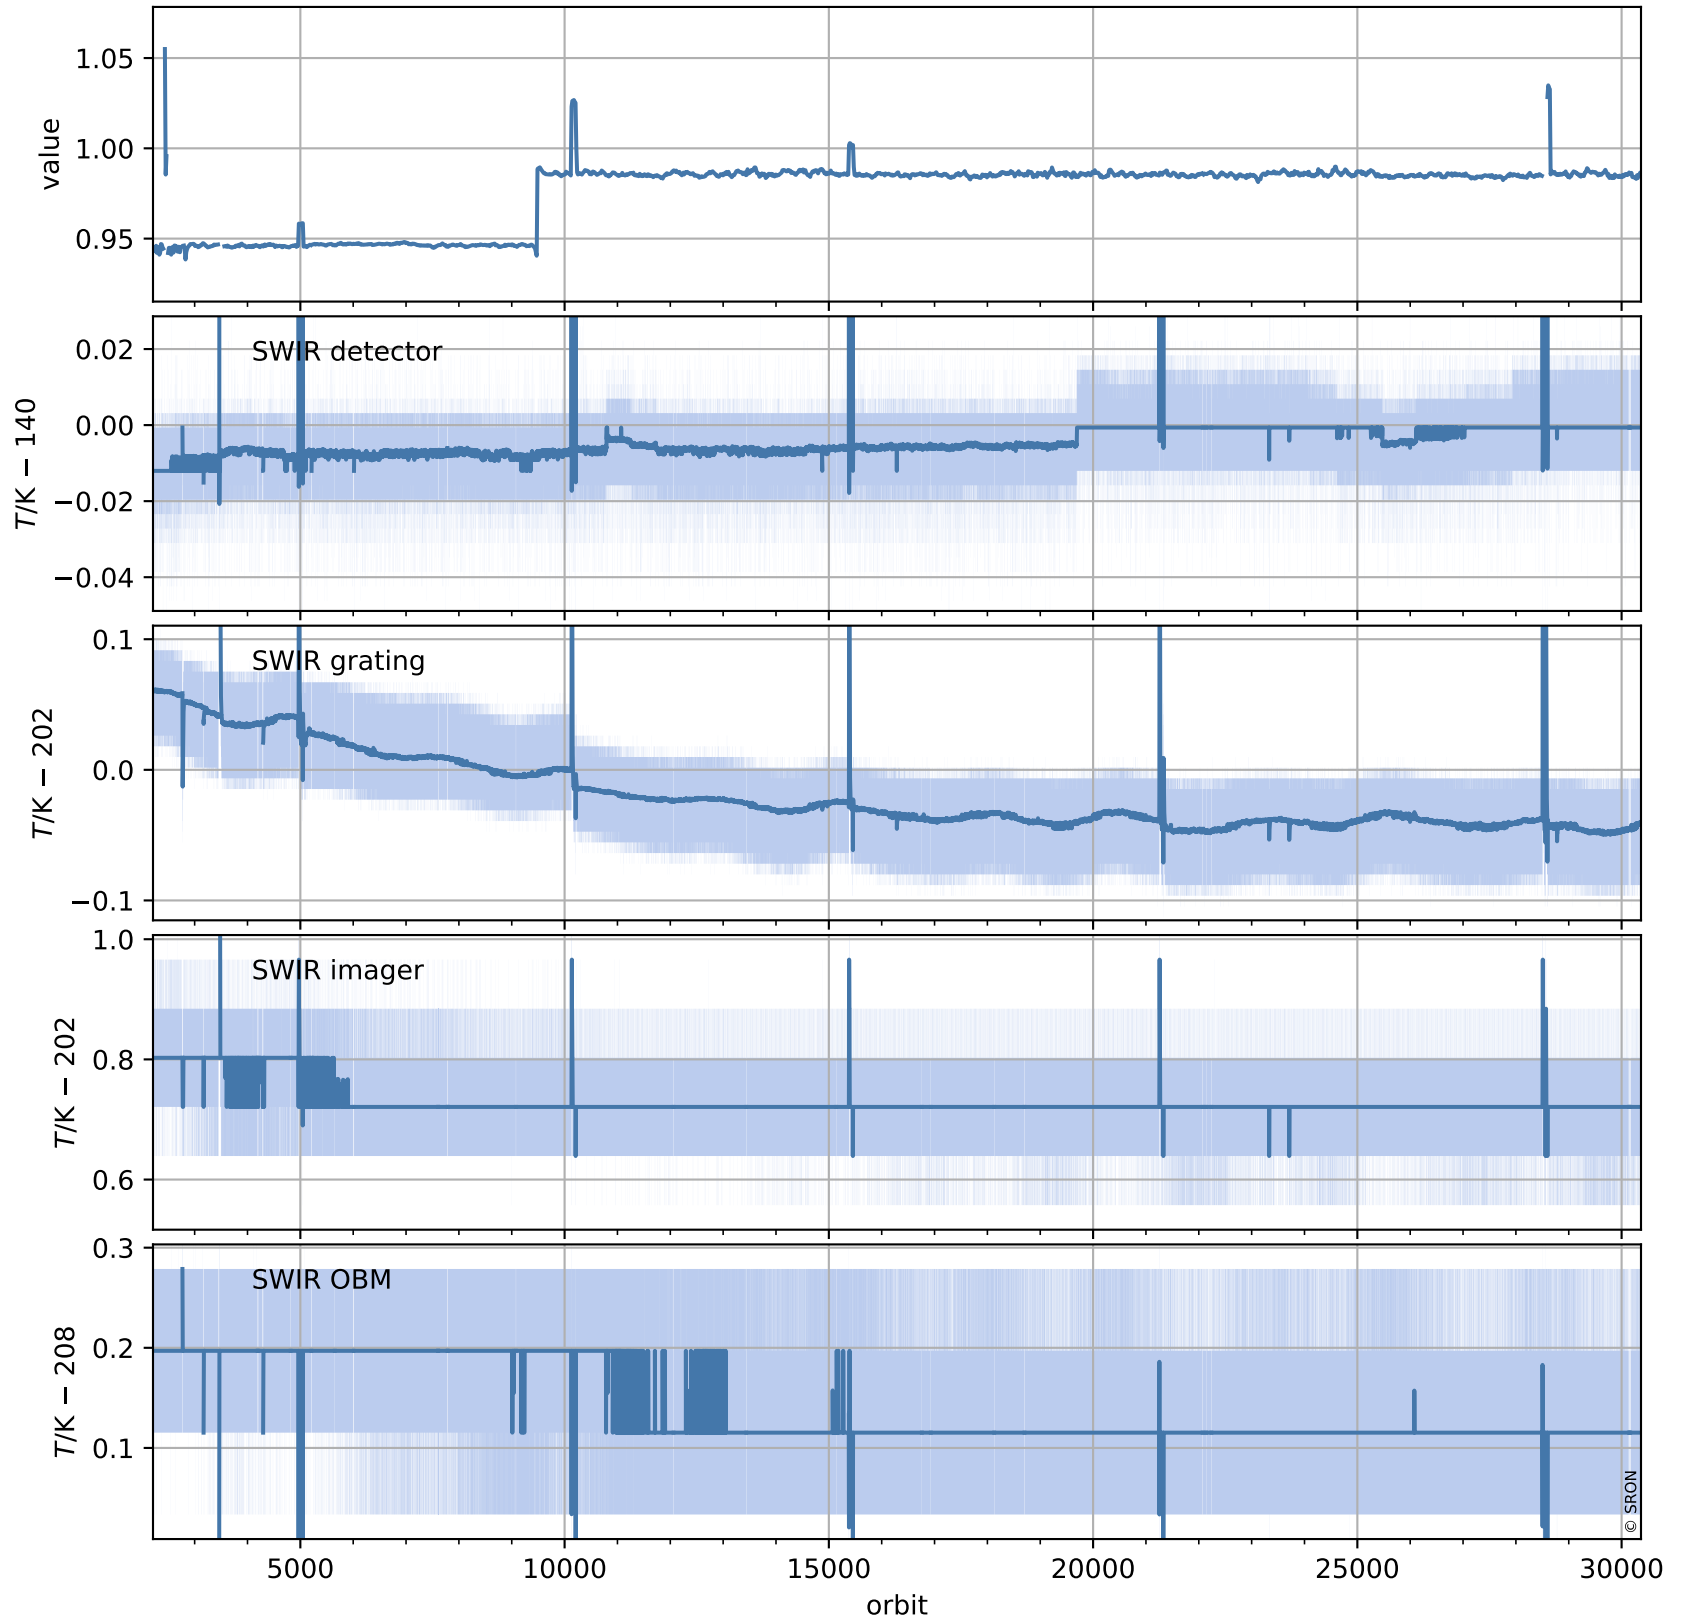 1.05
1.00
0.95
value
SWIR detector
0.02
0.00
−0.02
−0.04
T/K − 140
SWIR grating
0.1
0.0
−0.1
T/K − 202
SWIR imager
1.0
0.8
0.6
T/K − 202
SWIR OBM
0.3
0.2
0.1
T/K − 208
© SRON
5000 10000 15000 20000 25000 30000
orbit